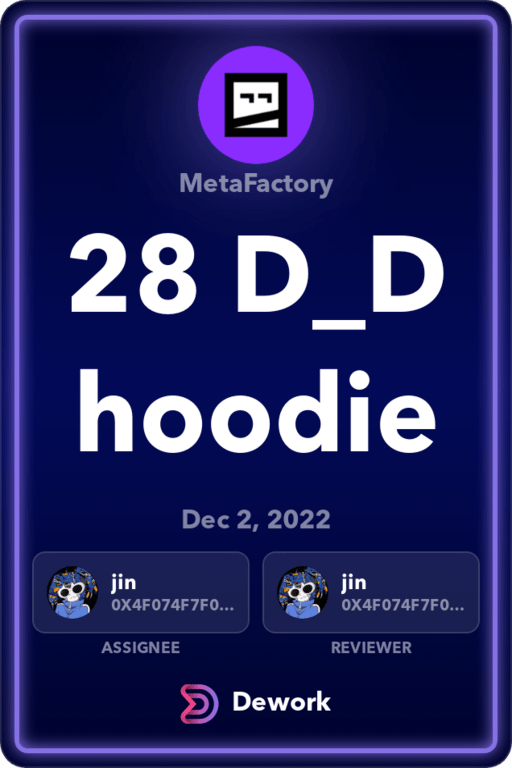 MetaFactory
28 D_D
hoodie
Dec 2, 2022
jin
0X4F074F7F0...
ASSIGNEE
jin
0X4F074F7F0...
REVIEWER
Dework